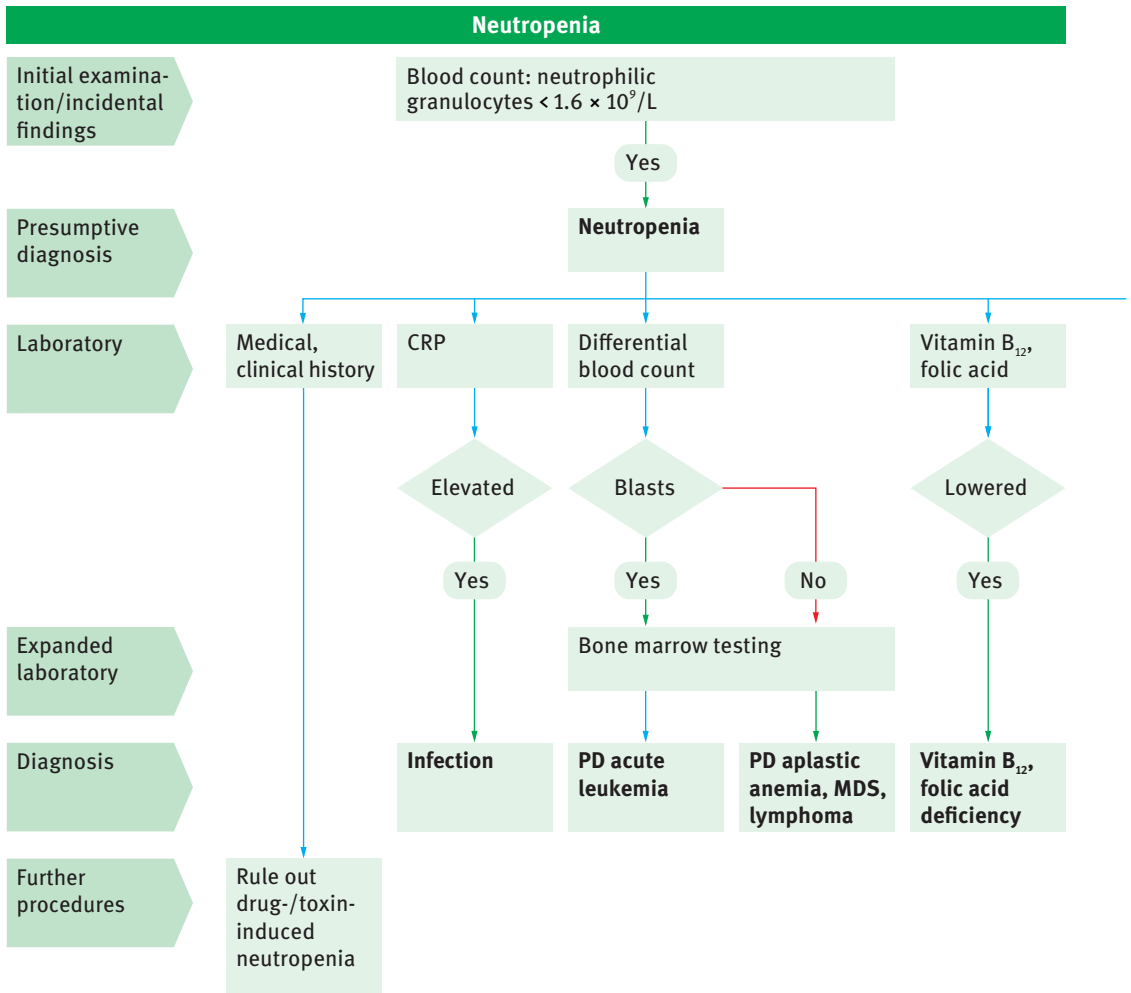 Neutropenia
Initial examina-
tion/incidental
findings
Blood count: neutrophilic
granulocytes < 1.6 × 10⁹/L
Yes
Presumptive
diagnosis
Neutropenia
Laboratory
Medical,
clinical history
CRP
Differential
blood count
Vitamin B₁₂,
folic acid
Elevated
Blasts
Lowered
Yes
Yes
No
Yes
Expanded
laboratory
Bone marrow testing
Diagnosis
Infection
PD acute
leukemia
PD aplastic
anemia, MDS,
lymphoma
Vitamin B₁₂,
folic acid
deficiency
Further
procedures
Rule out
drug-/toxin-
induced
neutropenia